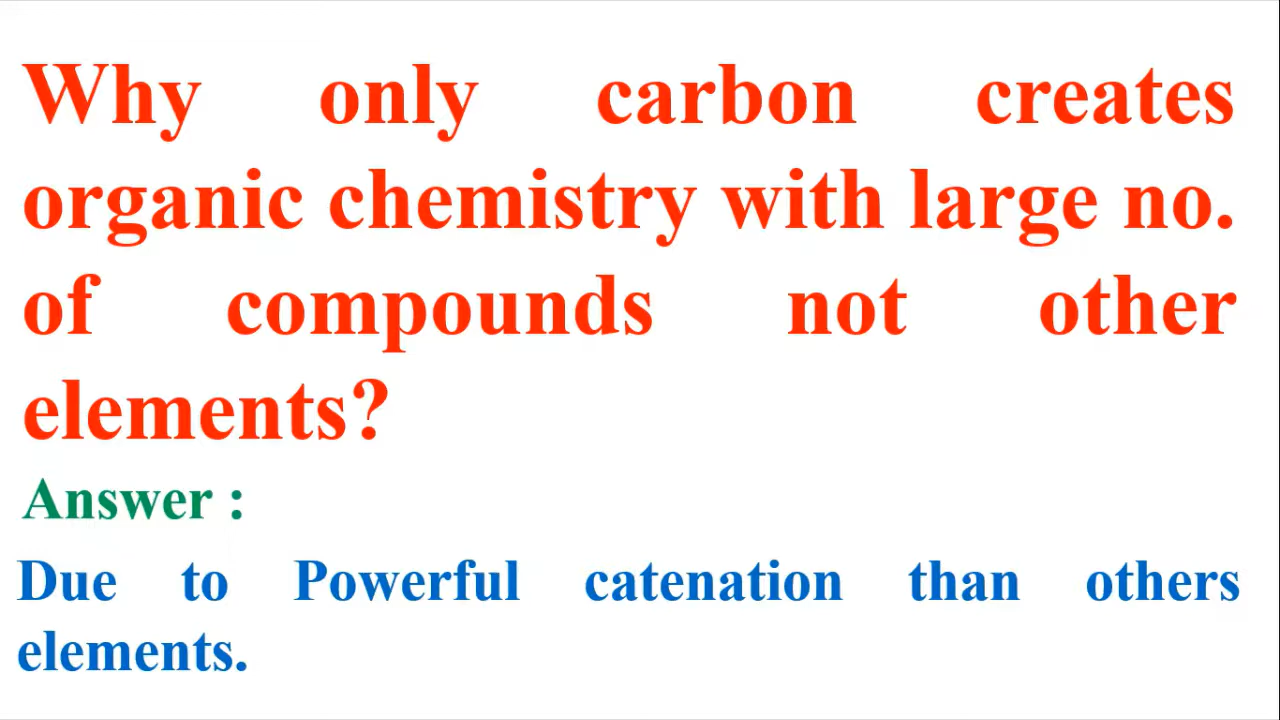 Why only carbon creates
organic chemistry with large no.
of compounds not other
elements?
Answer :
Due to Powerful catenation than others
elements.